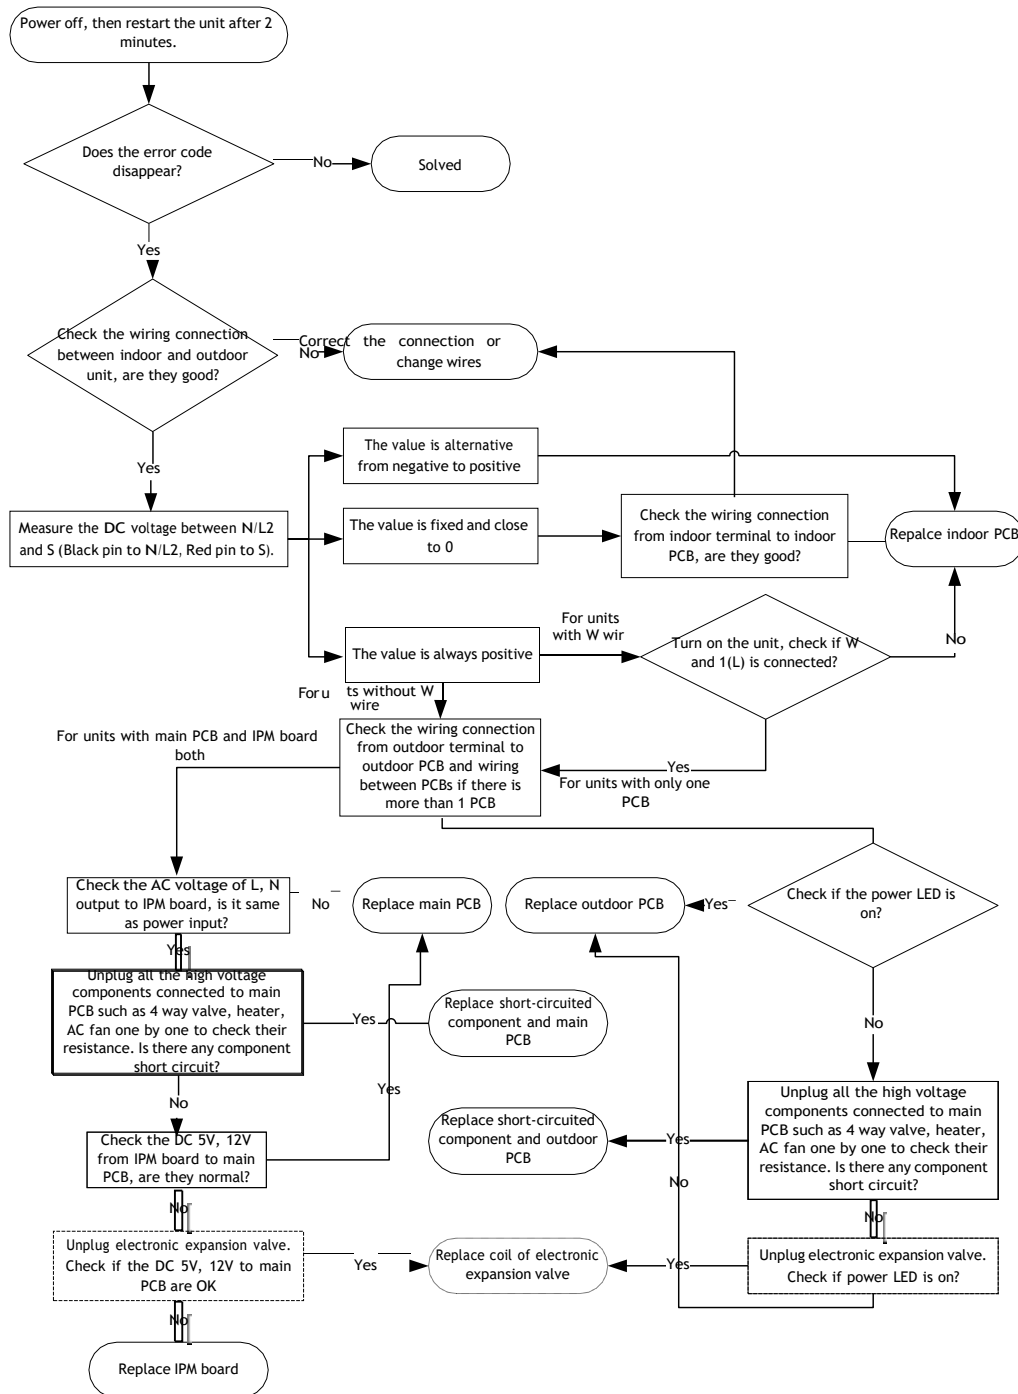 Power off, then restart the unit after 2
minutes.
Does the error code
disappear?
No
Solved
Yes
Check the wiring connection
between indoor and outdoor
unit, are they good?
No
Correct the connection or
change wires
Yes
Measure the DC voltage between N/L2
and S (Black pin to N/L2, Red pin to S).
The value is alternative
from negative to positive
The value is fixed and close
to 0
Check the wiring connection
from indoor terminal to indoor
PCB, are they good?
Repalce indoor PCB
The value is always positive
For units
with W wir
Turn on the unit, check if W
and 1(L) is connected?
No
For u ts without W
wire
Yes
For units with main PCB and IPM board
both
Check the wiring connection
from outdoor terminal to
outdoor PCB and wiring
between PCBs if there is
more than 1 PCB
For units with only one
PCB
Check the AC voltage of L, N
output to IPM board, is it same
as power input?
No
Replace main PCB
Replace outdoor PCB
Yes
Check if the power LED is
on?
Yes
Unplug all the high voltage
components connected to main
PCB such as 4 way valve, heater,
AC fan one by one to check their
resistance. Is there any component
short circuit?
Yes
Replace short-circuited
component and main
PCB
No
No
Yes
Check the DC 5V, 12V
from IPM board to main
PCB, are they normal?
Replace short-circuited
component and outdoor
PCB
Yes
Unplug all the high voltage
components connected to main
PCB such as 4 way valve, heater,
AC fan one by one to check their
resistance. Is there any component
short circuit?
No
No
No
Unplug electronic expansion valve.
Check if the DC 5V, 12V to main
PCB are OK
Yes
Replace coil of electronic
expansion valve
Yes
Unplug electronic expansion valve.
Check if power LED is on?
No
Replace IPM board